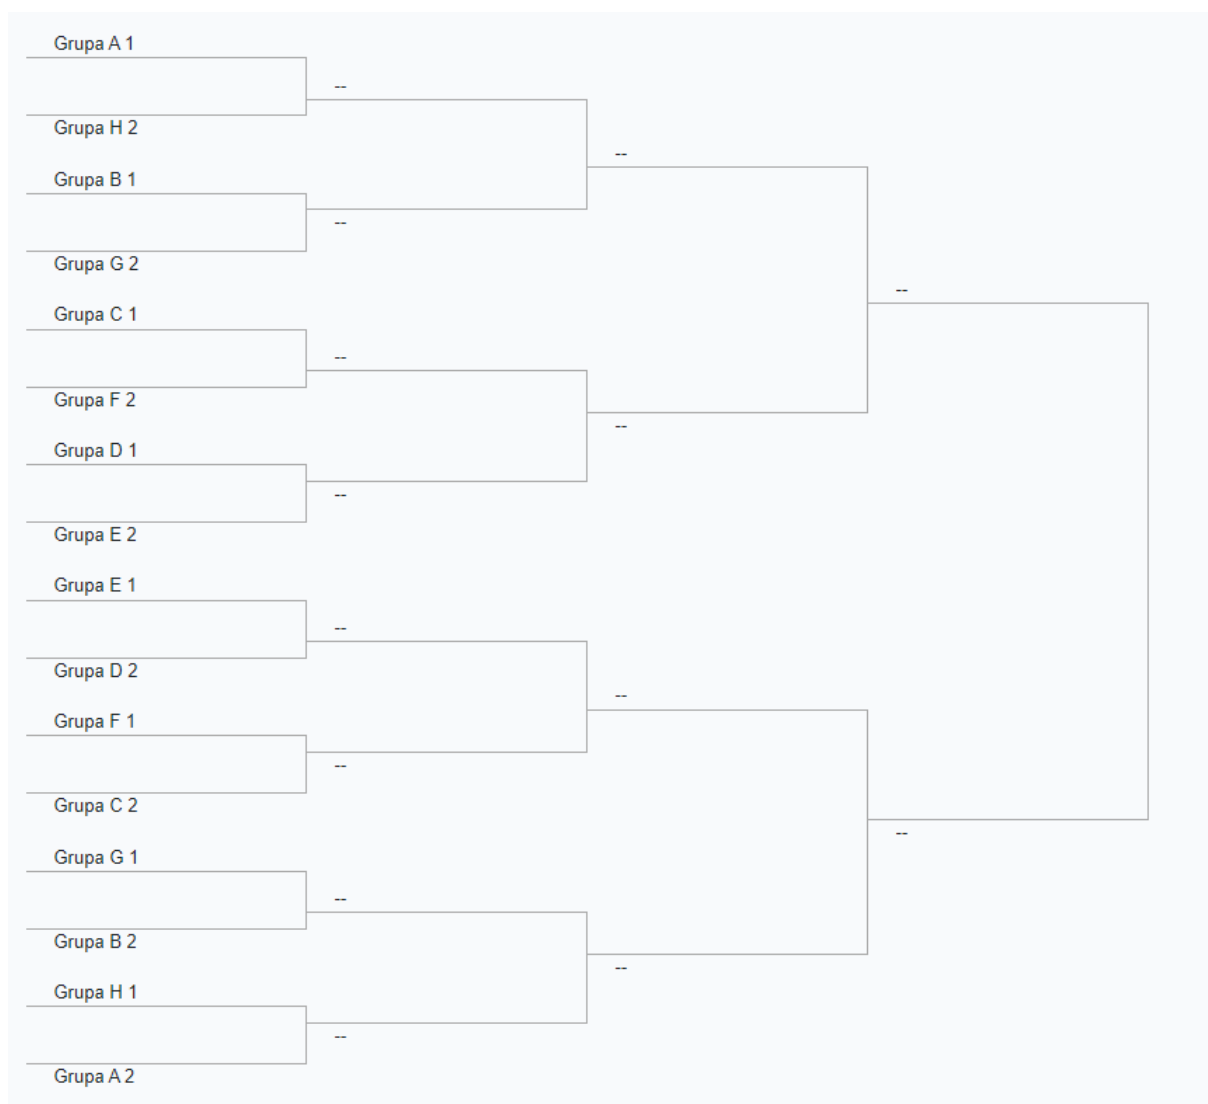 Grupa A 1
--
Grupa H 2
--
Grupa B 1
--
Grupa G 2
--
Grupa C 1
--
Grupa F 2
--
Grupa D 1
--
Grupa E 2
Grupa E 1
--
Grupa D 2
--
Grupa F 1
--
Grupa C 2
--
Grupa G 1
--
Grupa B 2
--
Grupa H 1
--
Grupa A 2